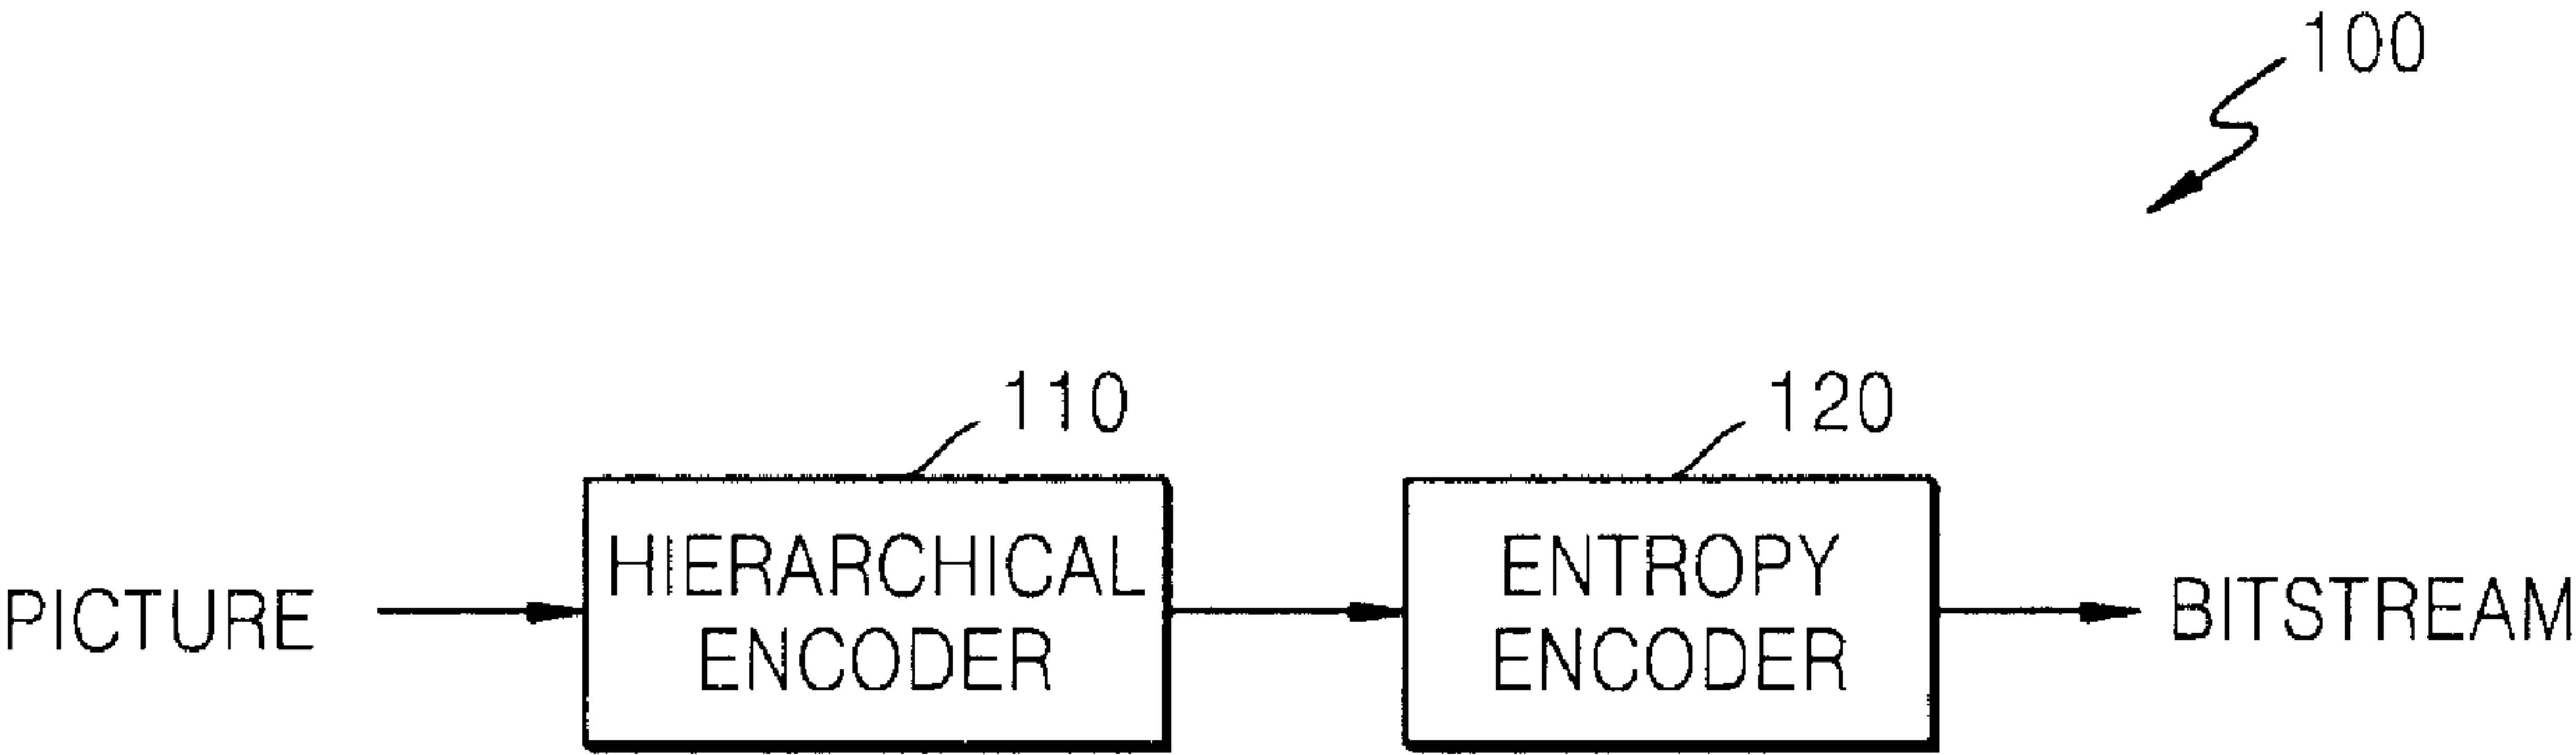 100
110
120
PICTURE
HIERARCHICAL
ENCODER
ENTROPY
ENCODER
BITSTREAM